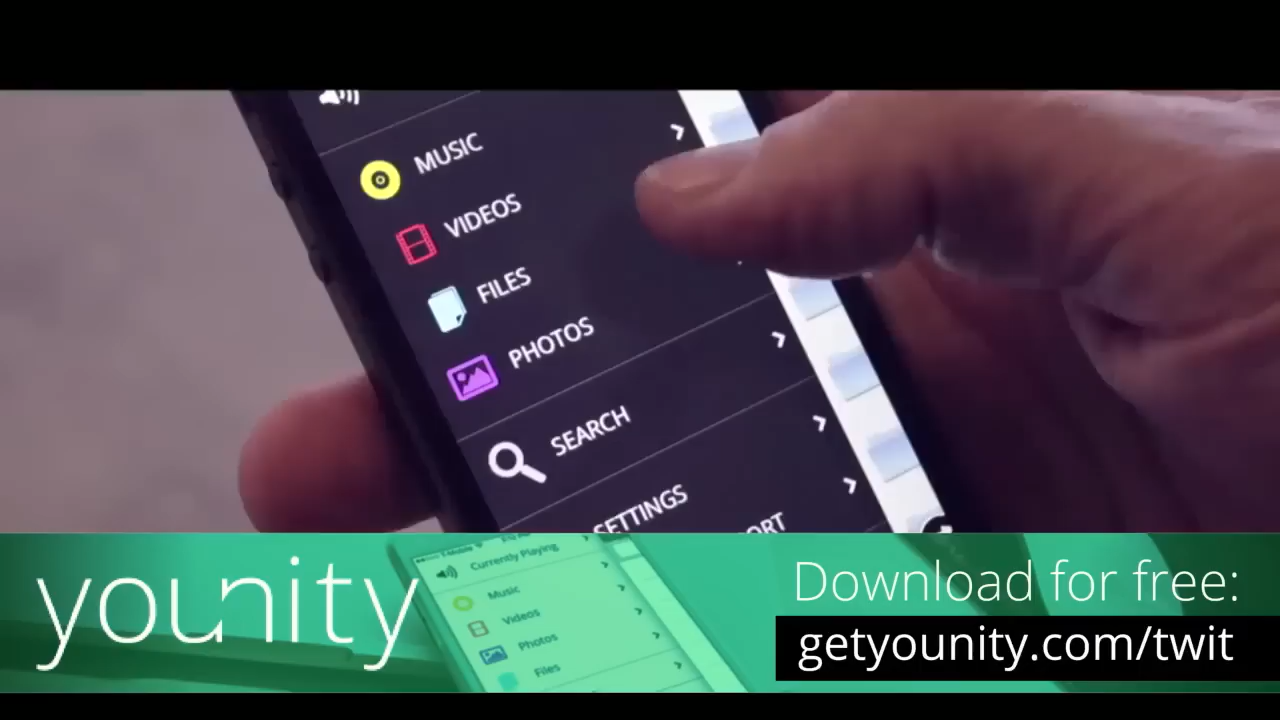 MUSIC
VIDEOS
FILES
PHOTOS
SEARCH
SETTINGS
younity
Currently Playing
Music
Videos
Photos
Files
Download for free:
getyounity.com/twit